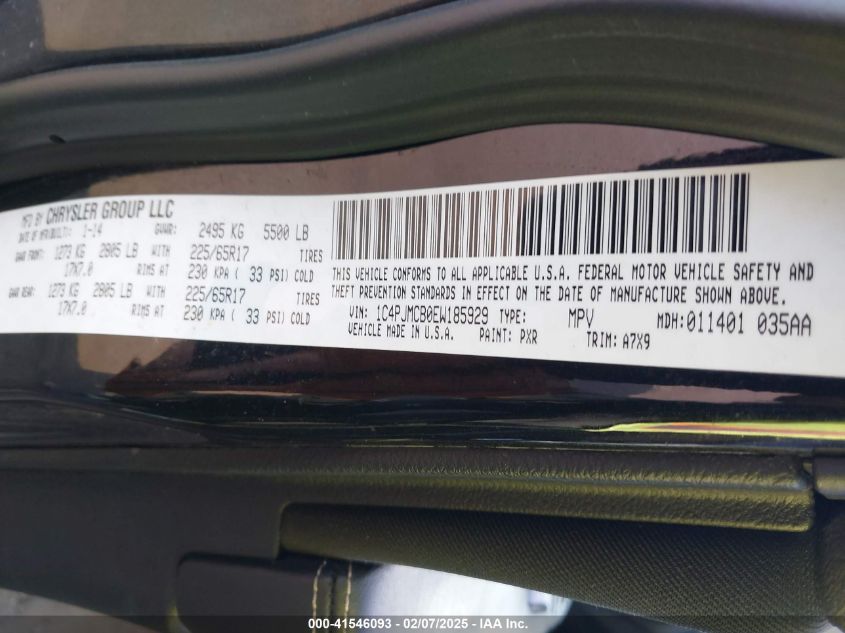 MFD BY CHRYSLER GROUP LLC
DATE OF MFR/BUILT: 1-14 GVWR: 2495 KG 5500 LB
GAWR FRONT: 1273 KG 2805 LB WITH 225/65R17 TIRES
17X7.0 RIMS AT 230 KPA ( 33 PSI) COLD
GAWR REAR: 1273 KG 2805 LB WITH 225/65R17 TIRES
17X7.0 RIMS AT 230 KPA ( 33 PSI) COLD
THIS VEHICLE CONFORMS TO ALL APPLICABLE U.S.A. FEDERAL MOTOR VEHICLE SAFETY AND
THEFT PREVENTION STANDARDS IN EFFECT ON THE DATE OF MANUFACTURE SHOWN ABOVE.
VIN: 1C4PJMCB0EW185929 TYPE: MPV MDH:011401 035AA
VEHICLE MADE IN U.S.A. PAINT: PXR TRIM: A7X9
000-41546093 - 02/07/2025 - IAA Inc.